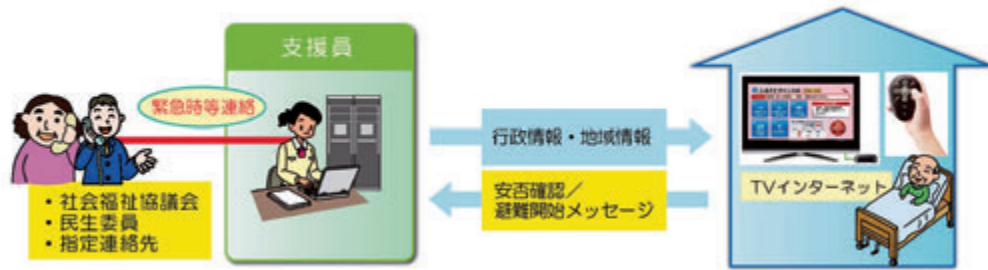 支援員
緊急時等連絡
・社会福祉協議会
・民生委員
・指定連絡先
行政情報・地域情報
安否確認／
避難開始メッセージ
TVインターネット